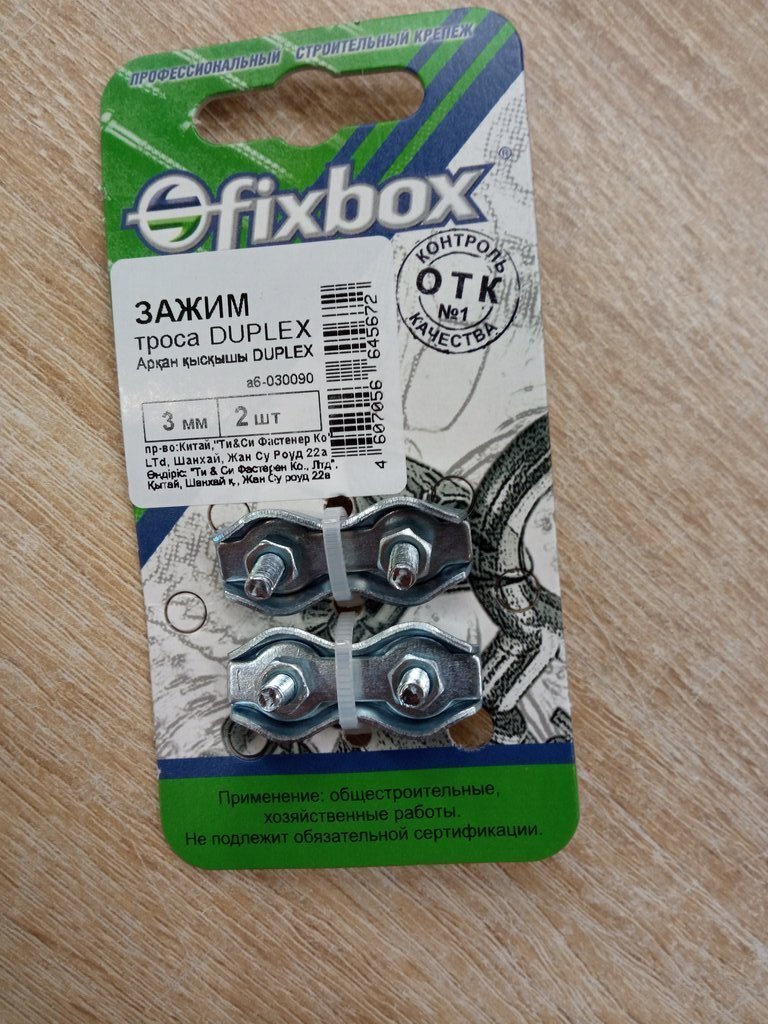 ПРОФЕССИОНАЛЬНЫЙ СТРОИТЕЛЬНЫЙ КРЕПЕЖ
fixbox®
КОНТРОЛЬ
ОТК
№1
КАЧЕСТВА
ЗАЖИМ
троса DUPLEX
Арқан қысқышы DUPLEX
а6-030090
3 мм 2 шт
пр-во:Китай,"Ти&Си Фастенер Ко"
LTd, Шанхай, Жан Су Роуд 22а
Өндіріс: "Ти & Си Фастерен Ко., Лтд".
Қытай, Шанхай қ., Жан Су роуд 22в
4 607056 645672
Применение: общестроительные,
хозяйственные работы.
Не подлежит обязательной сертификации.